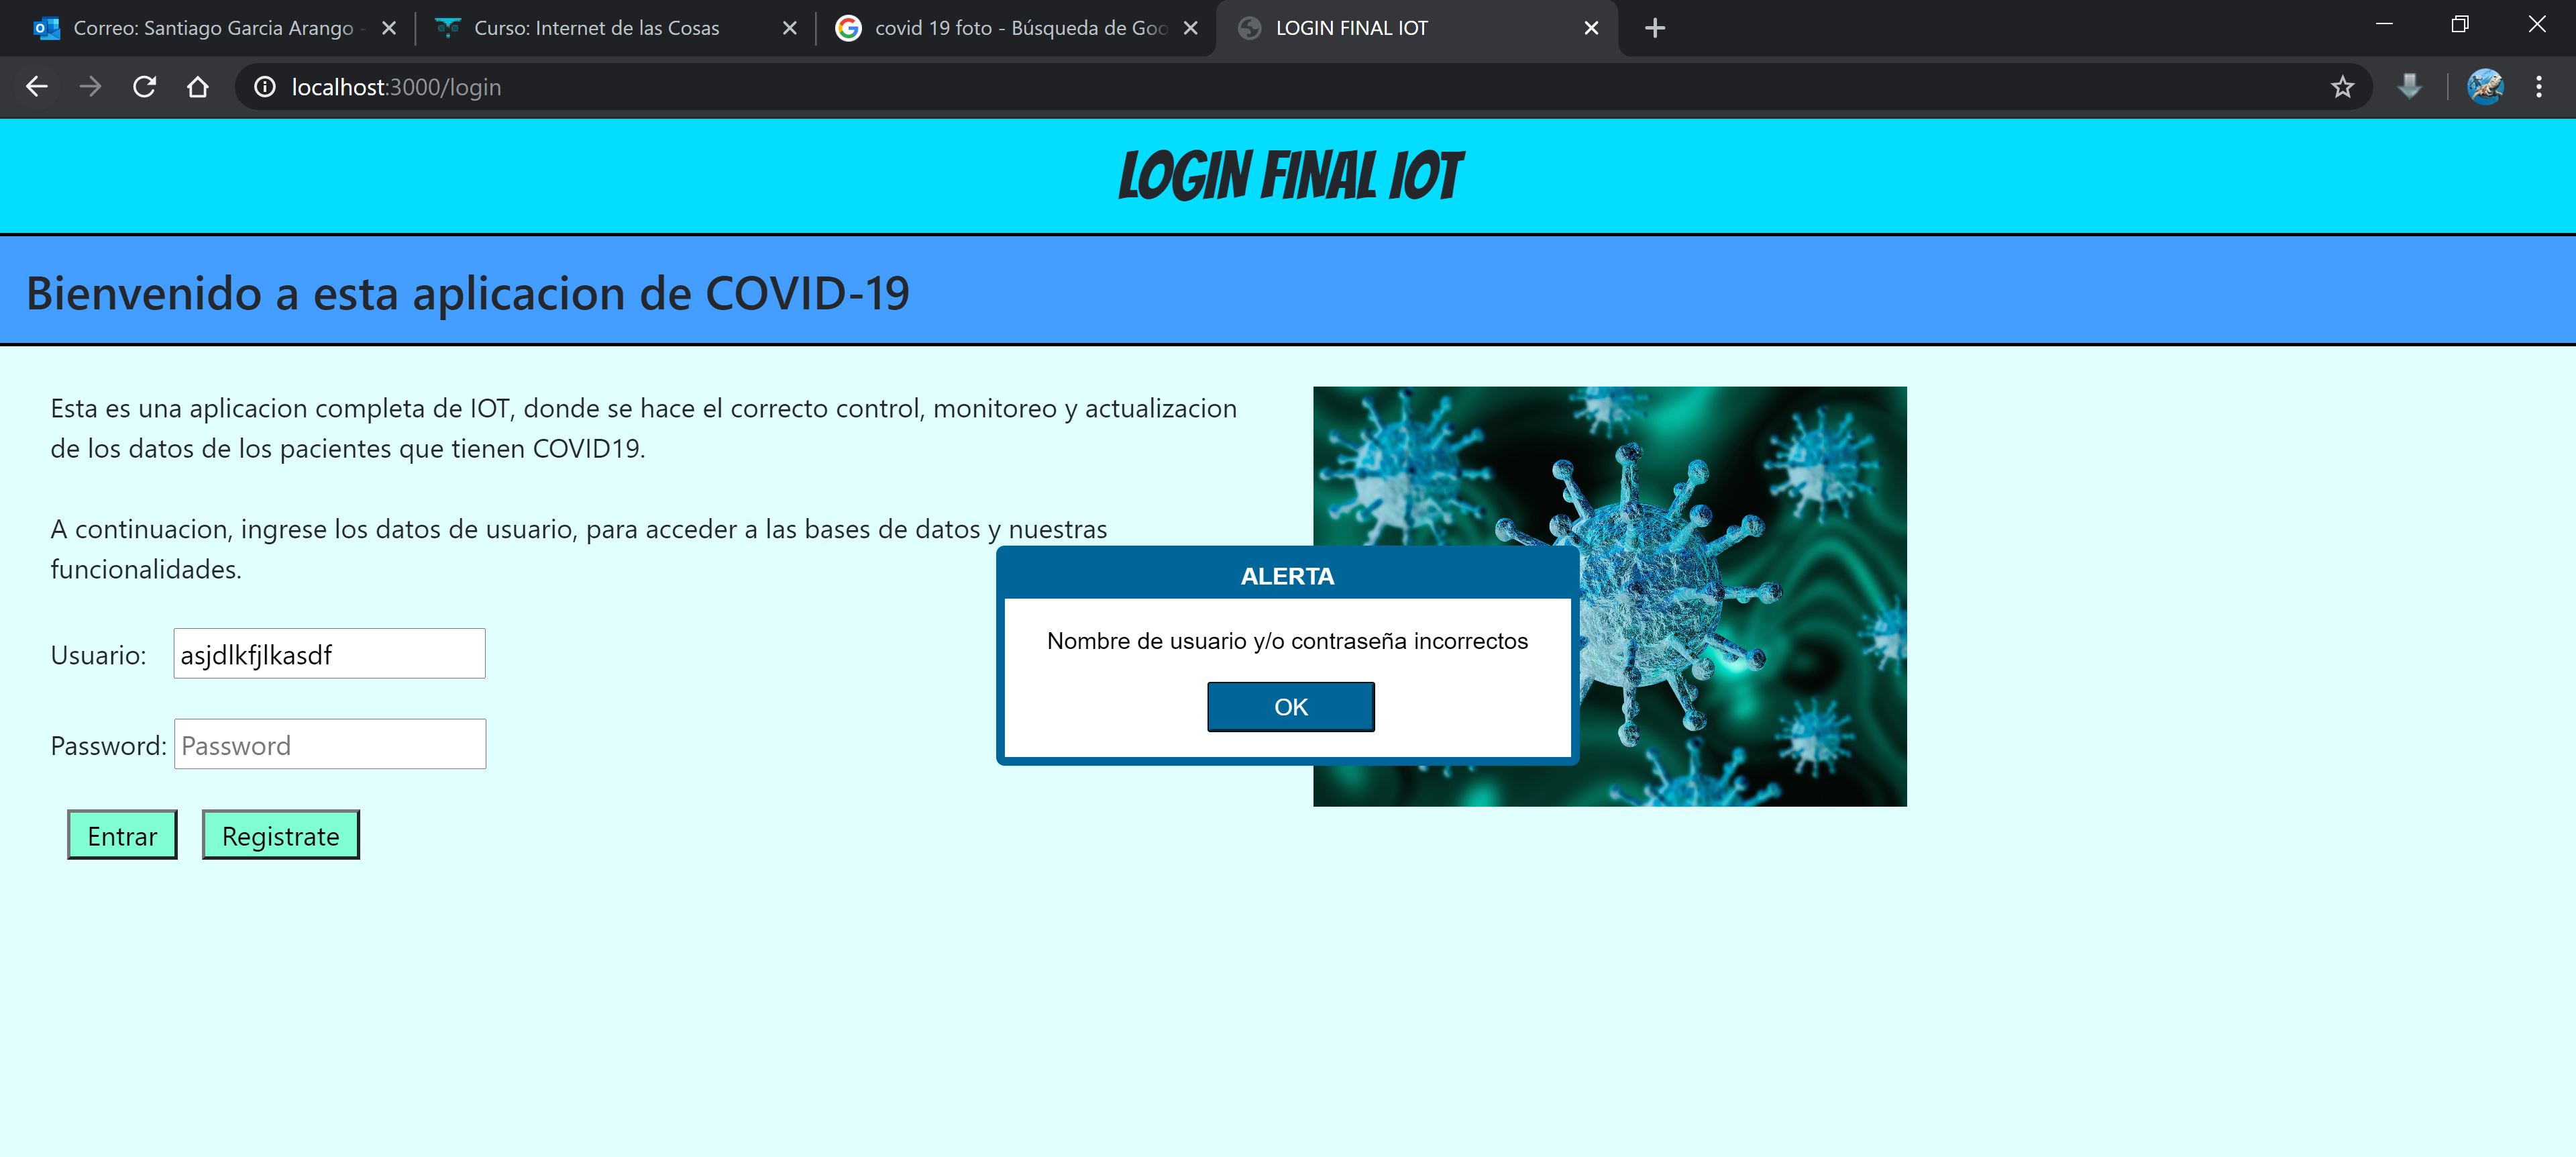 Correo: Santiago Garcia Arango -
Curso: Internet de las Cosas
covid 19 foto - Búsqueda de Goo
LOGIN FINAL IOT
localhost:3000/login
LOGIN FINAL IOT
Bienvenido a esta aplicacion de COVID-19
Esta es una aplicacion completa de IOT, donde se hace el correcto control, monitoreo y actualizacion
de los datos de los pacientes que tienen COVID19.
A continuacion, ingrese los datos de usuario, para acceder a las bases de datos y nuestras
funcionalidades.
ALERTA
Nombre de usuario y/o contraseña incorrectos
OK
Usuario: asjdlkfjlkasdf
Password: Password
Entrar Registrate